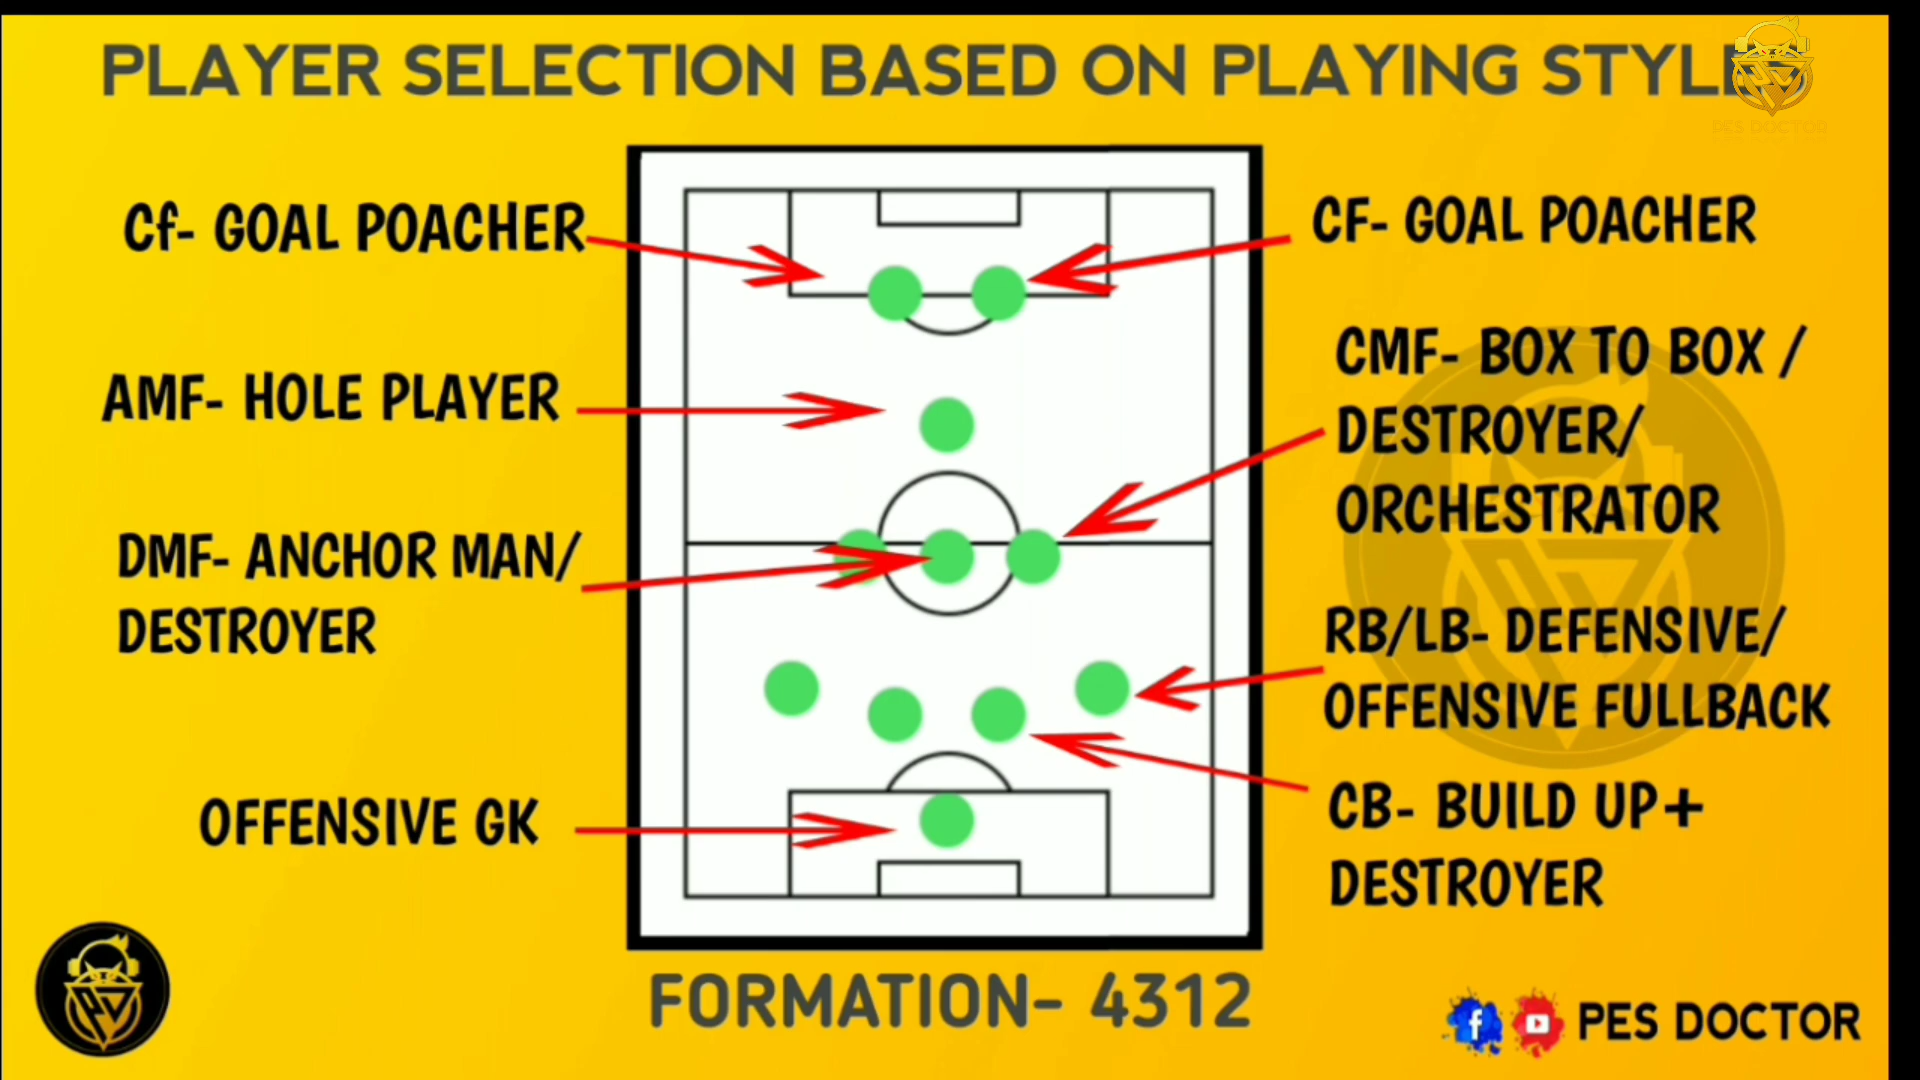 PLAYER SELECTION BASED ON PLAYING STYLE
PES DOCTOR
Cf- GOAL POACHER
CF- GOAL POACHER
AMF- HOLE PLAYER
CMF- BOX TO BOX /
DESTROYER/
ORCHESTRATOR
DMF- ANCHOR MAN/
DESTROYER
RB/LB- DEFENSIVE/
OFFENSIVE FULLBACK
OFFENSIVE GK
CB- BUILD UP+
DESTROYER
FORMATION- 4312
PES DOCTOR